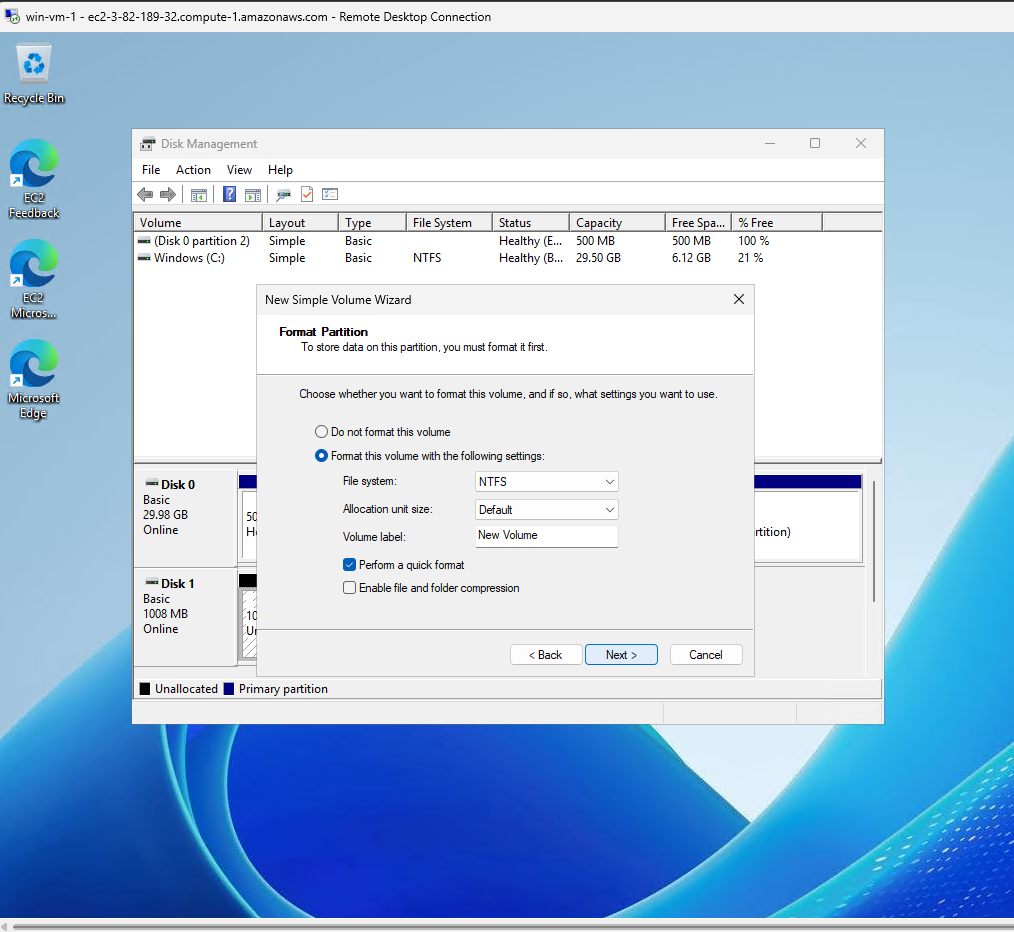 win-vm-1 - ec2-3-82-189-32.compute-1.amazonaws.com - Remote Desktop Connection
Recycle Bin
EC2
Feedback
EC2
Micros...
Microsoft
Edge
Disk Management
File Action View Help
Volume Layout Type File System Status Capacity Free Spa... % Free
(Disk 0 partition 2) Simple Basic Healthy (E... 500 MB 500 MB 100 %
Windows (C:) Simple Basic NTFS Healthy (B... 29.50 GB 6.12 GB 21 %
New Simple Volume Wizard
Format Partition
To store data on this partition, you must format it first.
Choose whether you want to format this volume, and if so, what settings you want to use.
Do not format this volume
Format this volume with the following settings:
File system: NTFS
Allocation unit size: Default
Volume label: New Volume
Perform a quick format
Enable file and folder compression
< Back Next > Cancel
Disk 0
Basic
29.98 GB
Online
50
He
rtition)
Disk 1
Basic
1008 MB
Online
10
Un
Unallocated Primary partition